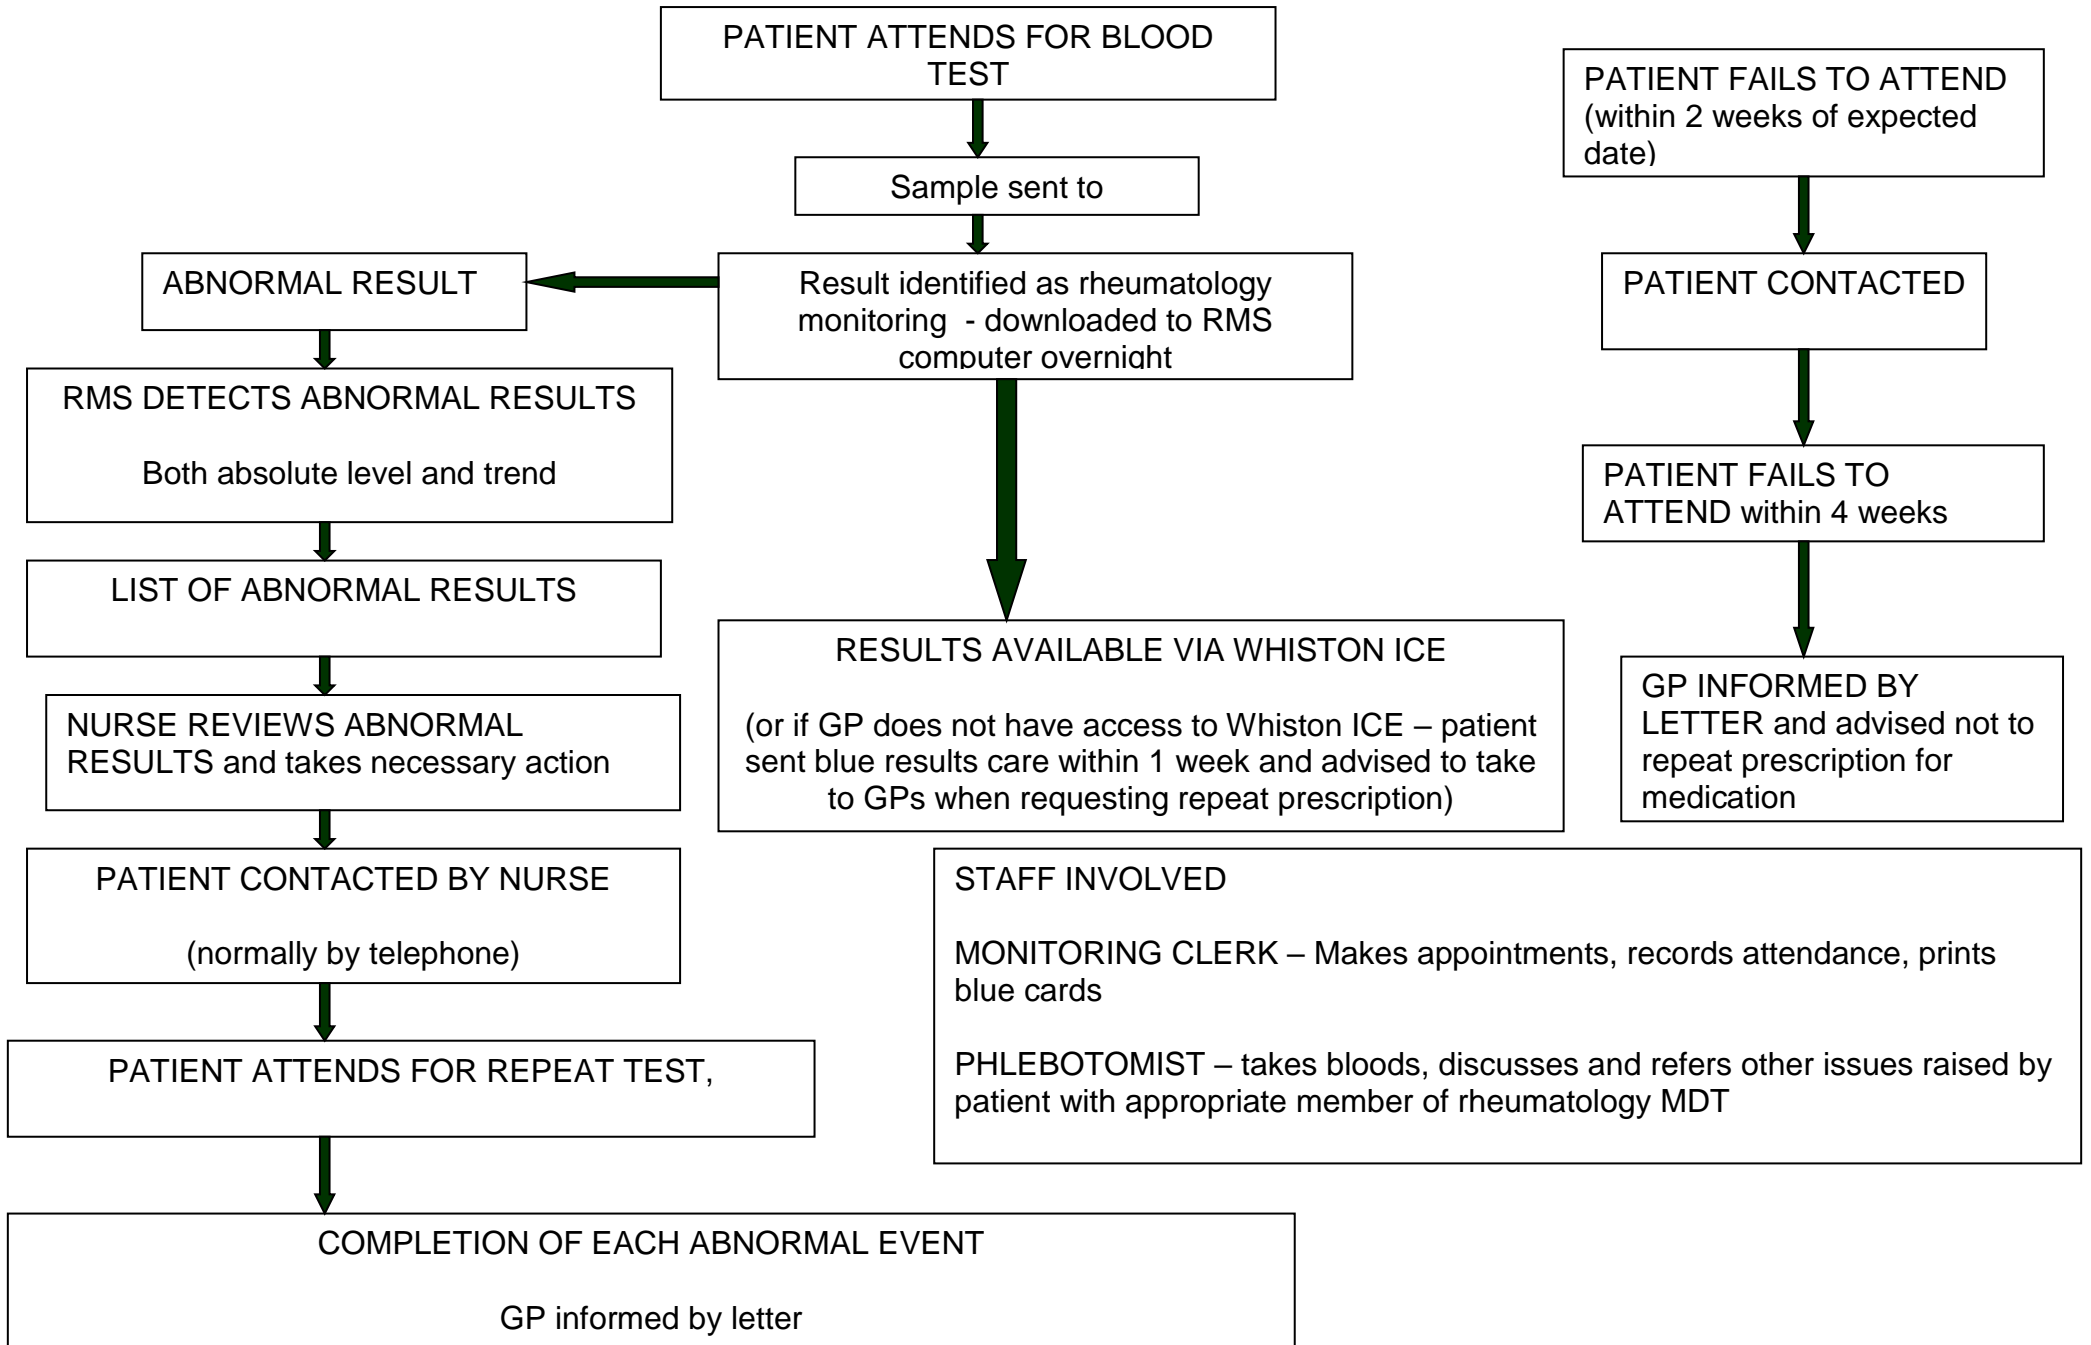 PATIENT ATTENDS FOR BLOOD
TEST
Sample sent to
Result identified as rheumatology
monitoring  - downloaded to RMS
computer overnight
ABNORMAL RESULT
RMS DETECTS ABNORMAL RESULTS
Both absolute level and trend
LIST OF ABNORMAL RESULTS
NURSE REVIEWS ABNORMAL
RESULTS and takes necessary action
PATIENT CONTACTED BY NURSE
(normally by telephone)
PATIENT ATTENDS FOR REPEAT TEST,
COMPLETION OF EACH ABNORMAL EVENT
GP informed by letter
RESULTS AVAILABLE VIA WHISTON ICE
(or if GP does not have access to Whiston ICE – patient
sent blue results care within 1 week and advised to take
to GPs when requesting repeat prescription)
PATIENT FAILS TO ATTEND
(within 2 weeks of expected
date)
PATIENT CONTACTED
PATIENT FAILS TO
ATTEND within 4 weeks
GP INFORMED BY
LETTER and advised not to
repeat prescription for
medication
STAFF INVOLVED
MONITORING CLERK – Makes appointments, records attendance, prints
blue cards
PHLEBOTOMIST – takes bloods, discusses and refers other issues raised by
patient with appropriate member of rheumatology MDT